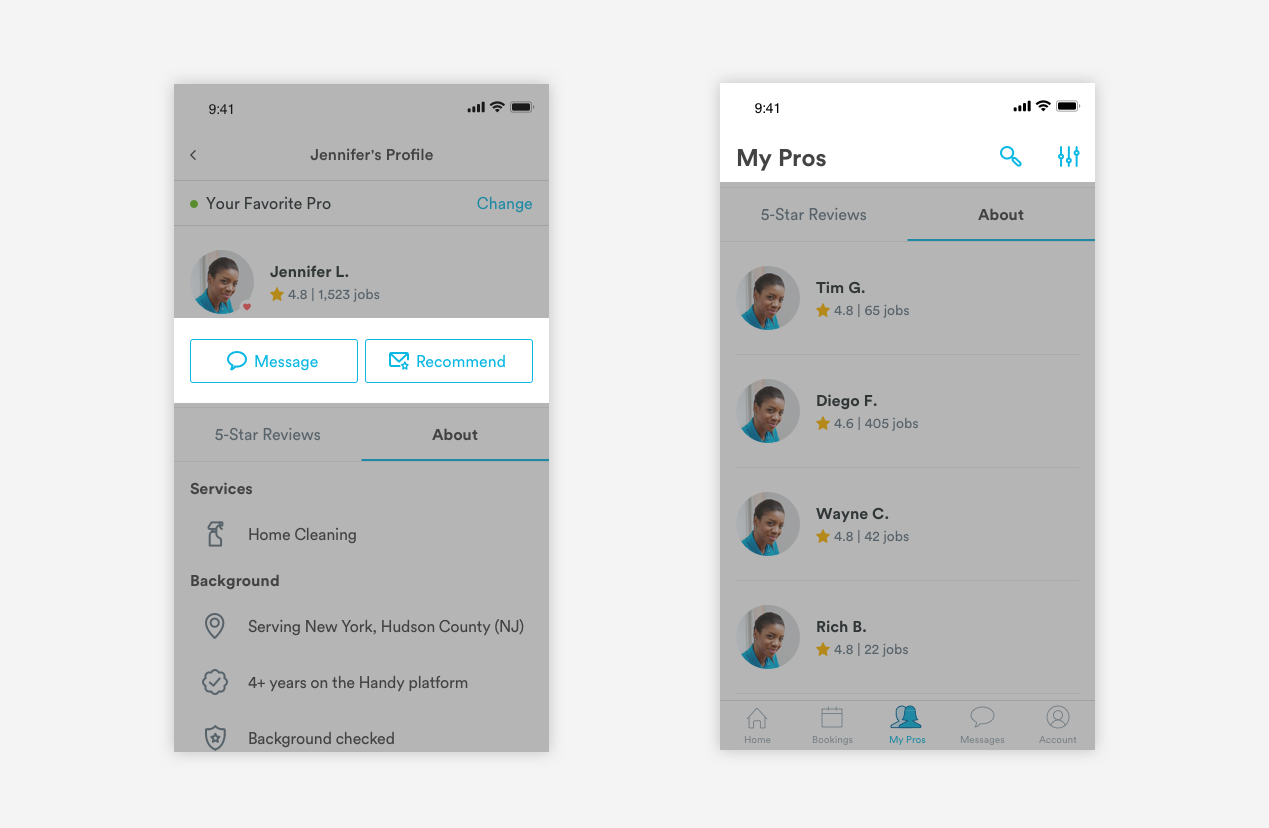 9:41
Jennifer's Profile
Your Favorite Pro
Change
Jennifer L.
4.8 | 1,523 jobs
Message
Recommend
5-Star Reviews
About
Services
Home Cleaning
Background
Serving New York, Hudson County (NJ)
4+ years on the Handy platform
Background checked
9:41
My Pros
5-Star Reviews
About
Tim G.
4.8 | 65 jobs
Diego F.
4.6 | 405 jobs
Wayne C.
4.8 | 42 jobs
Rich B.
4.8 | 22 jobs
Home
Bookings
My Pros
Messages
Account